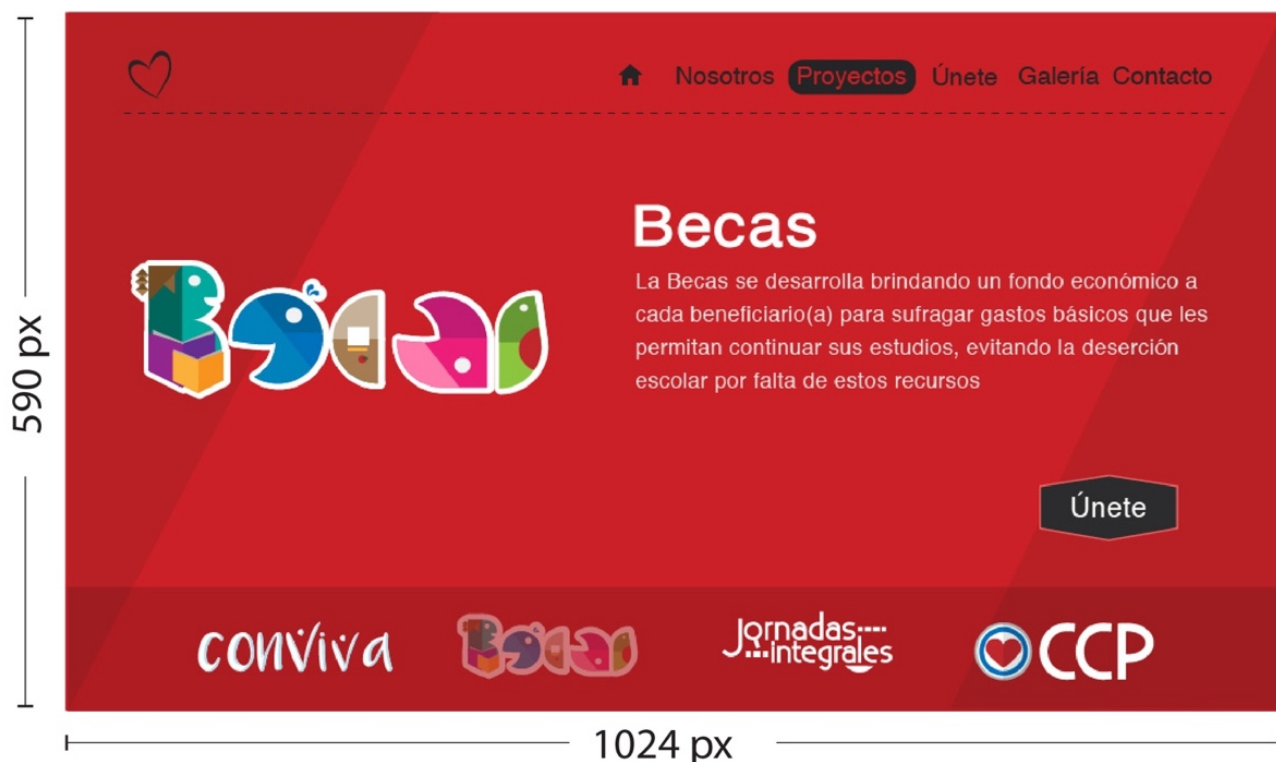 Nosotros Proyectos Únete Galería Contacto
Becas
Becas
La Becas se desarrolla brindando un fondo económico a
cada beneficiario(a) para sufragar gastos básicos que les
permitan continuar sus estudios, evitando la deserción
escolar por falta de estos recursos
Únete
conviva
Becas
Jornadas
integrales
CCP
590 px
1024 px